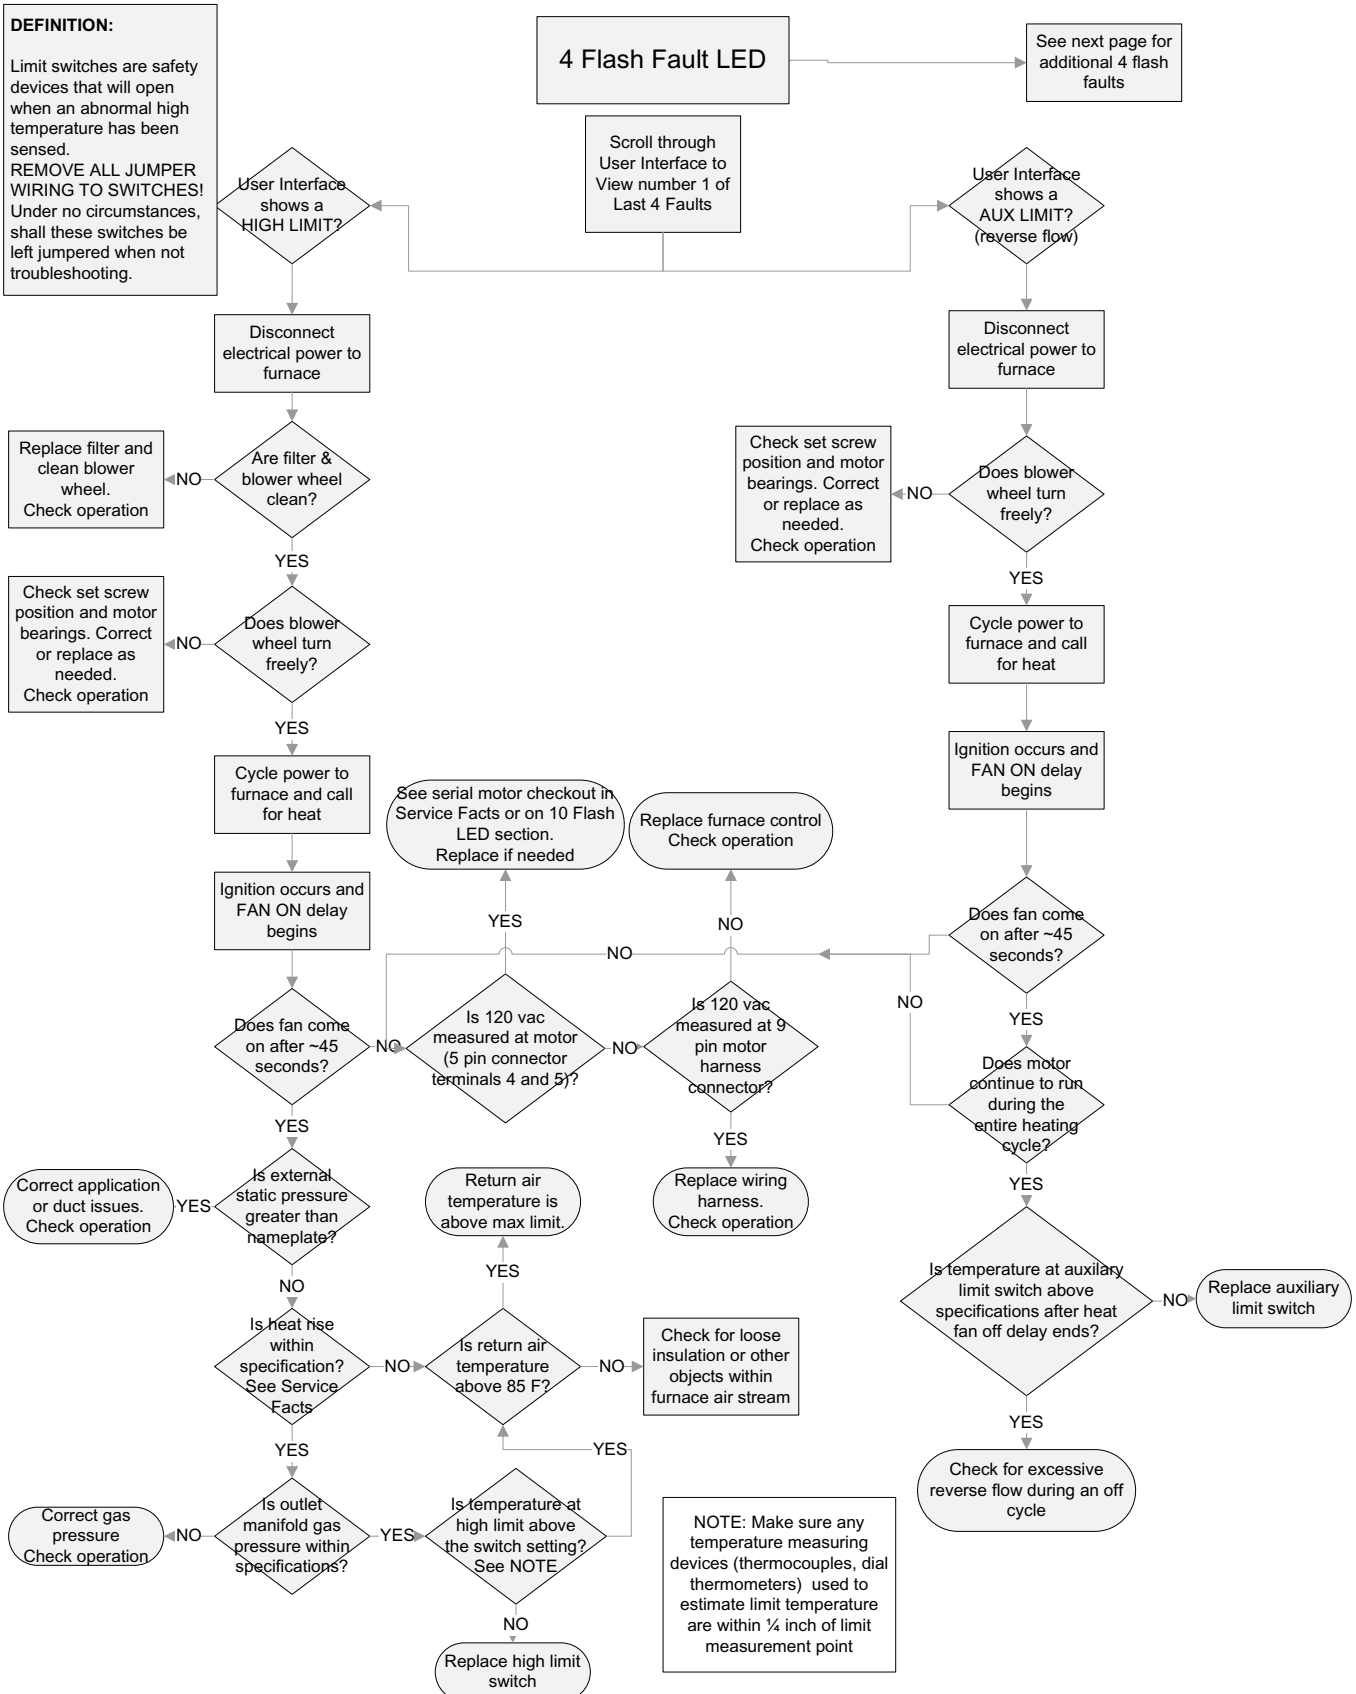 DEFINITION:
Limit switches are safety
devices that will open
when an abnormal high
temperature has been
sensed.
REMOVE ALL JUMPER
WIRING TO SWITCHES!
Under no circumstances,
shall these switches be
left jumpered when not
troubleshooting.
4 Flash Fault LED
See next page for
additional 4 flash
faults
Scroll through
User Interface to
View number 1 of
Last 4 Faults
User Interface
shows a
HIGH LIMIT?
Disconnect
electrical power to
furnace
Are filter &
blower wheel
clean?
NO
Replace filter and
clean blower
wheel.
Check operation
YES
Does blower
wheel turn
freely?
NO
Check set screw
position and motor
bearings. Correct
or replace as
needed.
Check operation
YES
Cycle power to
furnace and call
for heat
Ignition occurs and
FAN ON delay
begins
Does fan come
on after ~45
seconds?
NO
Is 120 vac
measured at motor
(5 pin connector
terminals 4 and 5)?
YES
See serial motor checkout in
Service Facts or on 10 Flash
LED section.
Replace if needed
NO
Is 120 vac
measured at 9
pin motor
harness
connector?
NO
Replace furnace control
Check operation
YES
Replace wiring
harness.
Check operation
YES
Is external
static pressure
greater than
nameplate?
YES
Correct application
or duct issues.
Check operation
NO
Is heat rise
within
specification?
See Service
Facts
NO
Is return air
temperature
above 85 F?
YES
Return air
temperature is
above max limit.
NO
Check for loose
insulation or other
objects within
furnace air stream
YES
Is outlet
manifold gas
pressure within
specifications?
NO
Correct gas
pressure
Check operation
YES
Is temperature at
high limit above
the switch setting?
See NOTE
YES
NO
Replace high limit
switch
NOTE: Make sure any
temperature measuring
devices (thermocouples, dial
thermometers) used to
estimate limit temperature
are within ¼ inch of limit
measurement point
User Interface
shows a
AUX LIMIT?
(reverse flow)
Disconnect
electrical power to
furnace
Does blower
wheel turn
freely?
NO
Check set screw
position and motor
bearings. Correct
or replace as
needed.
Check operation
YES
Cycle power to
furnace and call
for heat
Ignition occurs and
FAN ON delay
begins
Does fan come
on after ~45
seconds?
NO
YES
Does motor
continue to run
during the
entire heating
cycle?
NO
YES
Is temperature at auxilary
limit switch above
specifications after heat
fan off delay ends?
NO
Replace auxiliary
limit switch
YES
Check for excessive
reverse flow during an off
cycle